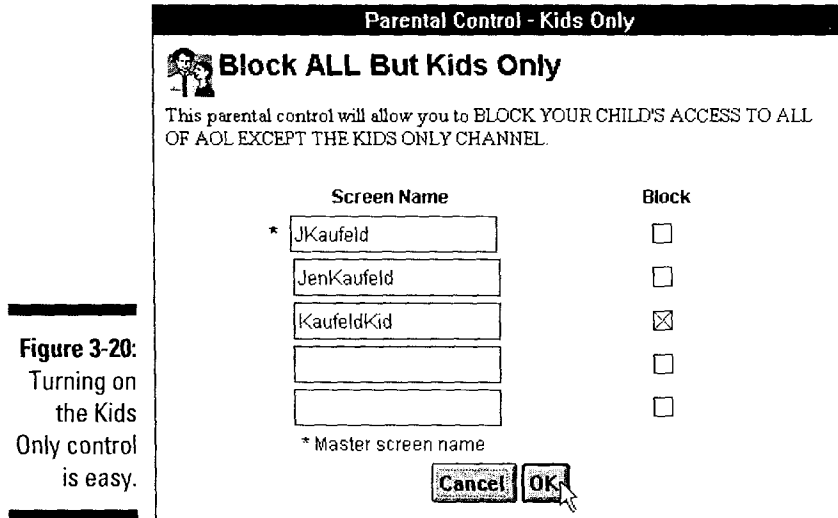 Parental Control - Kids Only
Block ALL But Kids Only
This parental control will allow you to BLOCK YOUR CHILD'S ACCESS TO ALL
OF AOL EXCEPT THE KIDS ONLY CHANNEL.
Screen Name Block
* JKaufeld
JenKaufeld
KaufeldKid
* Master screen name
Cancel OK
Figure 3-20:
Turning on
the Kids
Only control
is easy.